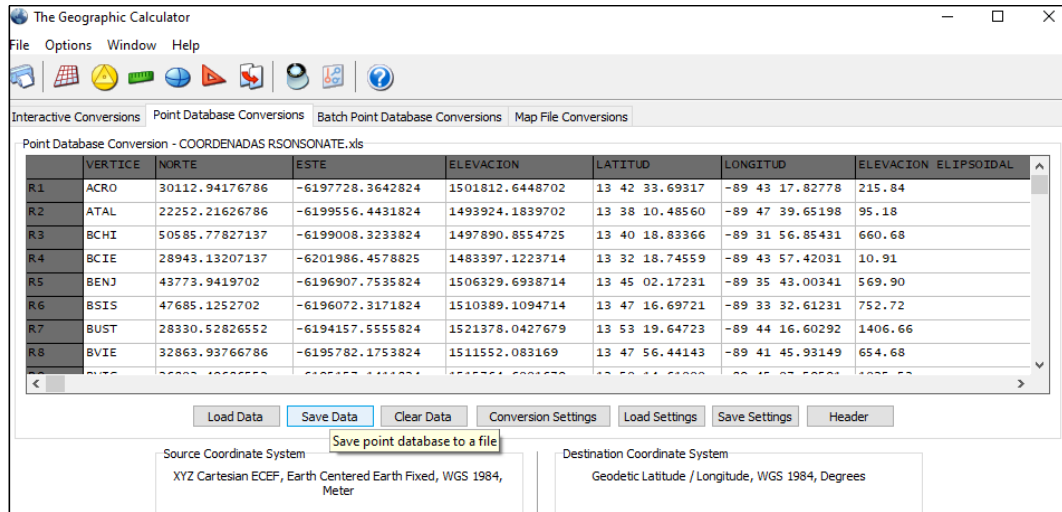 The Geographic Calculator
File Options Window Help
Interactive Conversions Point Database Conversions Batch Point Database Conversions Map File Conversions
Point Database Conversion - COORDENADAS RSONSONATE.xls
VERTICE NORTE ESTE ELEVACION LATITUD LONGITUD ELEVACION ELIPSOIDAL
R1 ACRO 30112.94176786 -6197728.3642824 1501812.6448702 13 42 33.69317 -89 43 17.82778 215.84
R2 ATAL 22252.21626786 -6199556.4431824 1493924.1839702 13 38 10.48560 -89 47 39.65198 95.18
R3 BCHI 50585.77827137 -6199008.3233824 1497890.8554725 13 40 18.83366 -89 31 56.85431 660.68
R4 BCIE 28943.13207137 -6201986.4578825 1483397.1223714 13 32 18.74559 -89 43 57.42031 10.91
R5 BENJ 43773.9419702 -6196907.7535824 1506329.6938714 13 45 02.17231 -89 35 43.00341 569.90
R6 BSIS 47685.1252702 -6196072.3171824 1510389.1094714 13 47 16.69721 -89 33 32.61231 752.72
R7 BUST 28330.52826552 -6194157.5555824 1521378.0427679 13 53 19.64723 -89 44 16.60292 1406.66
R8 BVIE 32863.93766786 -6195782.1753824 1511552.083169 13 47 56.44143 -89 41 45.93149 654.68
Load Data Save Data Clear Data Conversion Settings Load Settings Save Settings Header
Save point database to a file
Source Coordinate System Destination Coordinate System
XYZ Cartesian ECEF, Earth Centered Earth Fixed, WGS 1984, Geodetic Latitude / Longitude, WGS 1984, Degrees
Meter